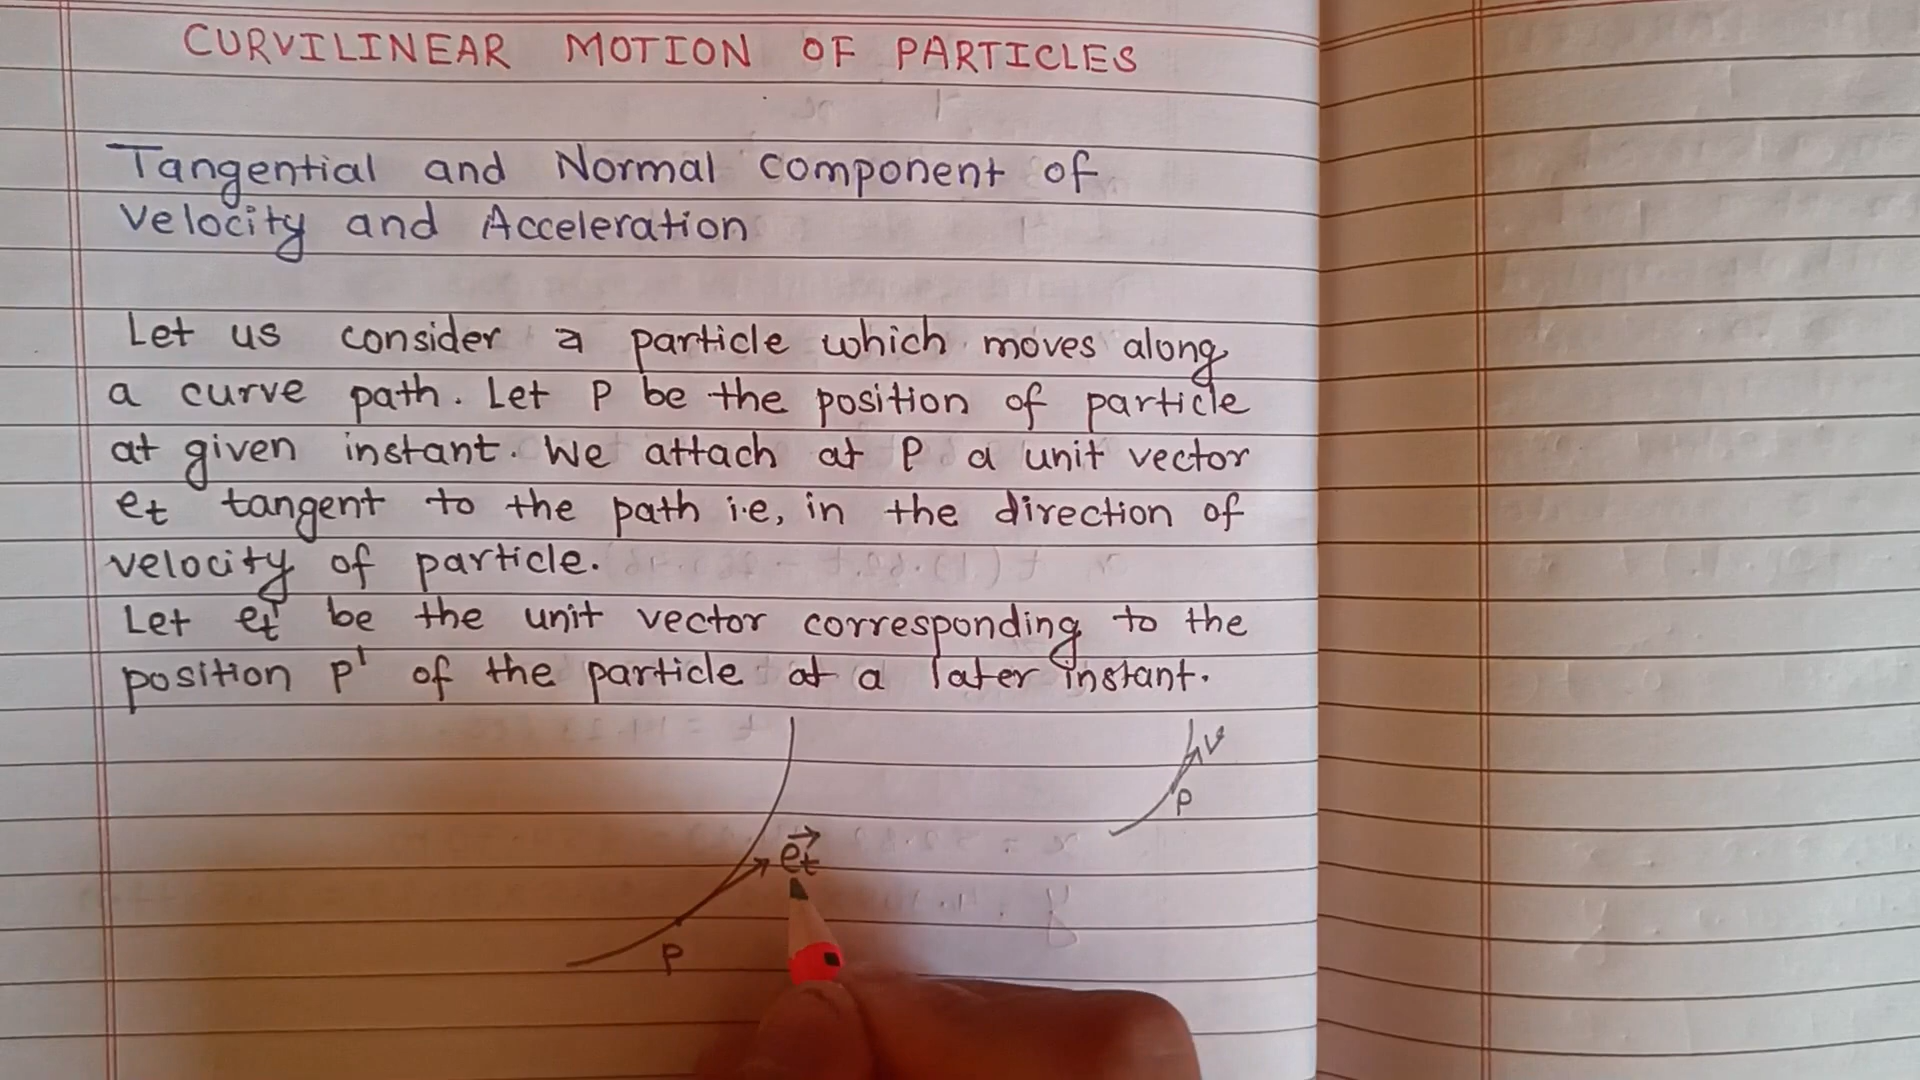 CURVILINEAR MOTION OF PARTICLES
Tangential and Normal component of
velocity and Acceleration
Let us consider a particle which moves along
a curve path. Let P be the position of particle
at given instant. We attach at P a unit vector
et tangent to the path i.e, in the direction of
velocity of particle.
Let et' be the unit vector corresponding to the
position p' of the particle at a later instant.
v
P
et
P